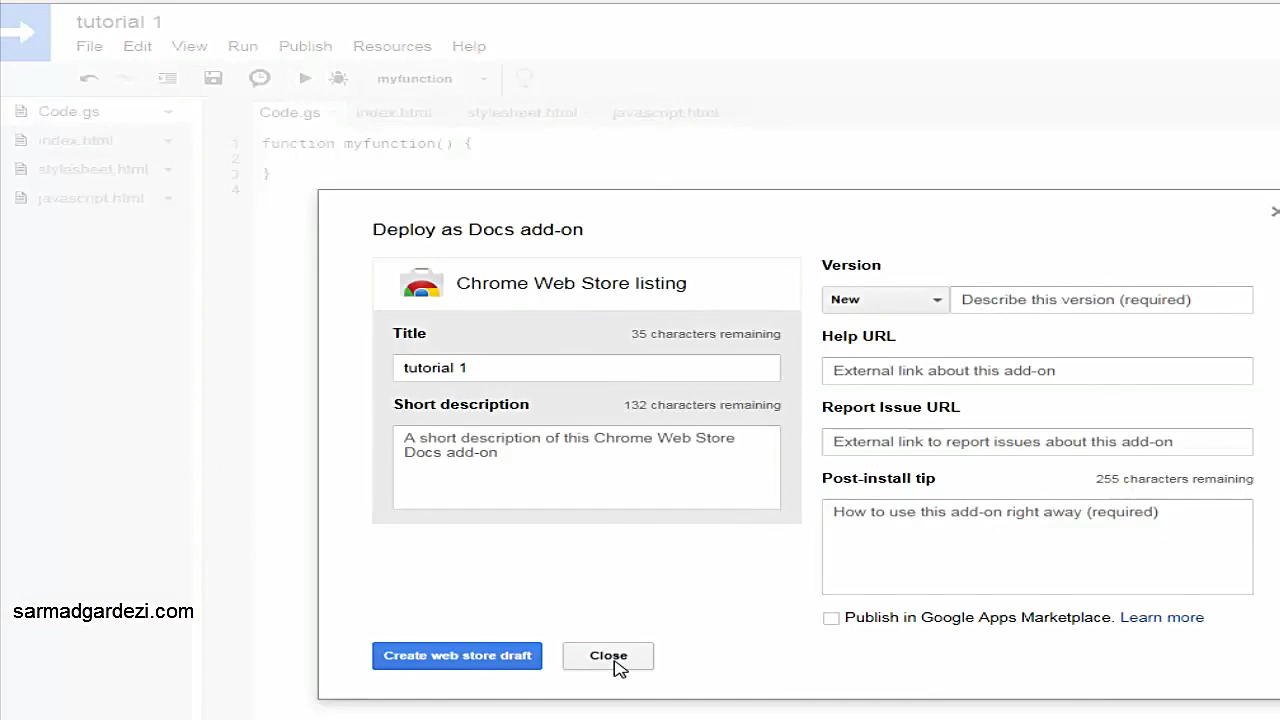 tutorial 1
File Edit View Run Publish Resources Help
myfunction
Code.gs
index.html
stylesheet.html
javascript.html
Code.gs index.html stylesheet.html javascript.html
1 function myfunction() {
2
3 }
4
Deploy as Docs add-on
Chrome Web Store listing
Title 35 characters remaining
tutorial 1
Short description 132 characters remaining
A short description of this Chrome Web Store
Docs add-on
Version
New Describe this version (required)
Help URL
External link about this add-on
Report Issue URL
External link to report issues about this add-on
Post-install tip 255 characters remaining
How to use this add-on right away (required)
Publish in Google Apps Marketplace. Learn more
Create web store draft Close
sarmadgardezi.com